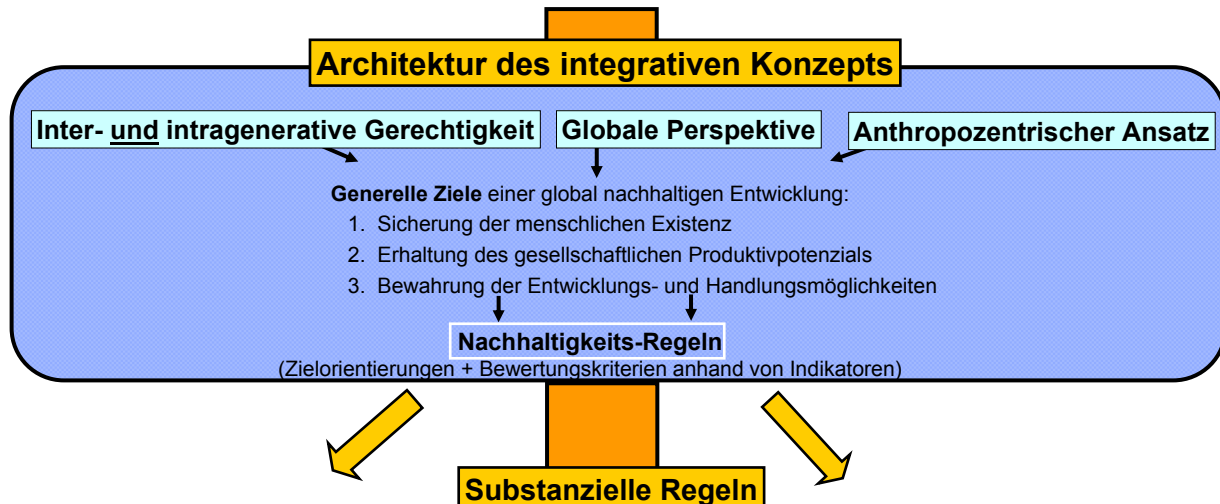 Architektur des integrativen Konzepts
Inter- und intragenerative Gerechtigkeit
Globale Perspektive
Anthropozentrischer Ansatz
Generelle Ziele einer global nachhaltigen Entwicklung:
1. Sicherung der menschlichen Existenz
2. Erhaltung des gesellschaftlichen Produktivpotenzials
3. Bewahrung der Entwicklungs- und Handlungsmöglichkeiten
Nachhaltigkeits-Regeln
(Zielorientierungen + Bewertungskriterien anhand von Indikatoren)
Substanzielle Regeln